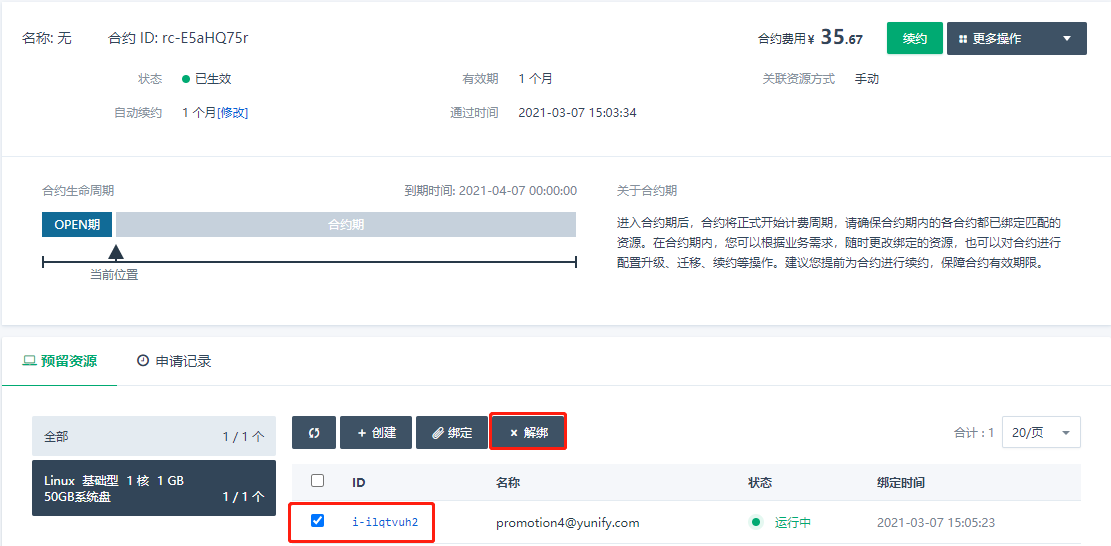 名称: 无 合约 ID: rc-E5aHQ75r 合约费用¥ 35.67 续约 更多操作
状态 已生效 有效期 1 个月 关联资源方式 手动
自动续约 1 个月[修改] 通过时间 2021-03-07 15:03:34
合约生命周期 到期时间: 2021-04-07 00:00:00
OPEN期 合约期
当前位置
关于合约期
进入合约期后，合约将正式开始计费周期，请确保合约期内的各合约都已绑定匹配的
资源。在合约期内，您可以根据业务需求，随时更改绑定的资源，也可以对合约进行
配置升级、迁移、续约等操作。建议您提前为合约进行续约，保障合约有效期限。
预留资源 申请记录
全部 1 / 1 个
Linux 基础型 1 核 1 GB
50GB系统盘 1 / 1 个
创建 绑定 解绑 合计 : 1 20/页
ID 名称 状态 绑定时间
i-ilqtvuh2 promotion4@yunify.com 运行中 2021-03-07 15:05:23